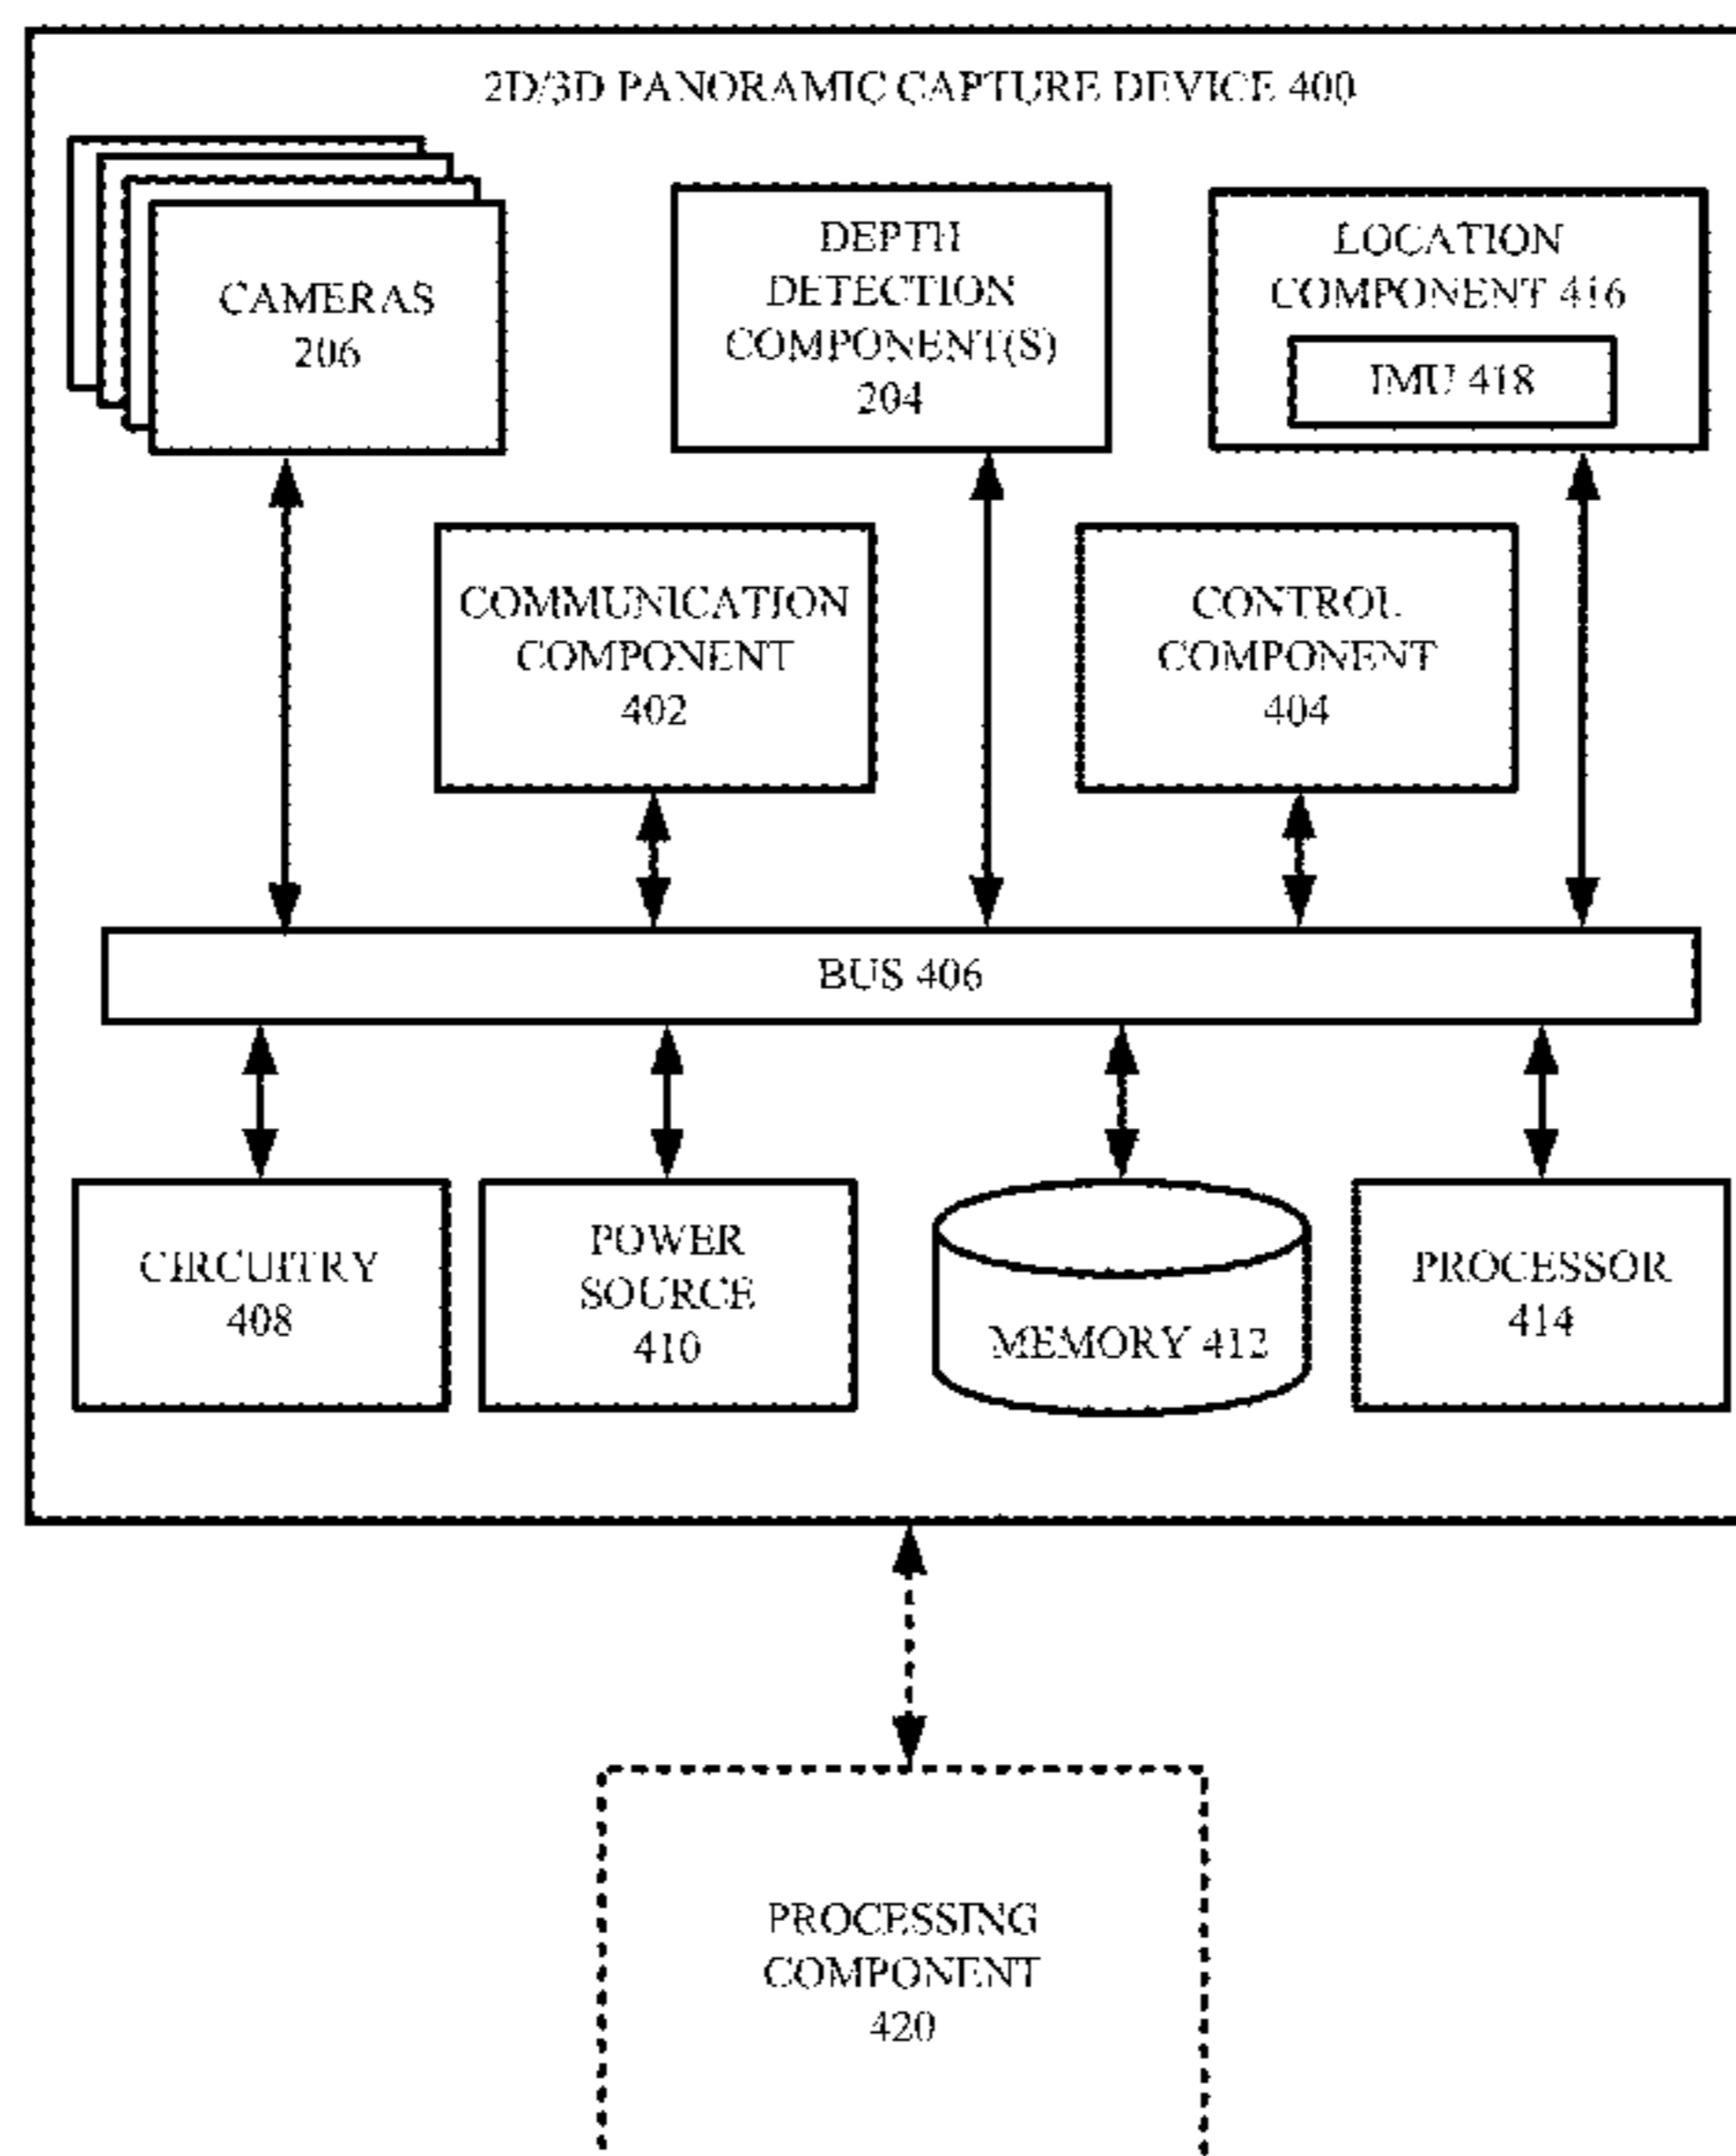 2D/3D PANORAMIC CAPTURE DEVICE 400
CAMERAS
206
DEPTH
DETECTION
COMPONENT(S)
204
LOCATION
COMPONENT 416
IMU 418
COMMUNICATION
COMPONENT
402
CONTROL
COMPONENT
404
BUS 406
CIRCUITRY
408
POWER
SOURCE
410
MEMORY 412
PROCESSOR
414
PROCESSING
COMPONENT
420